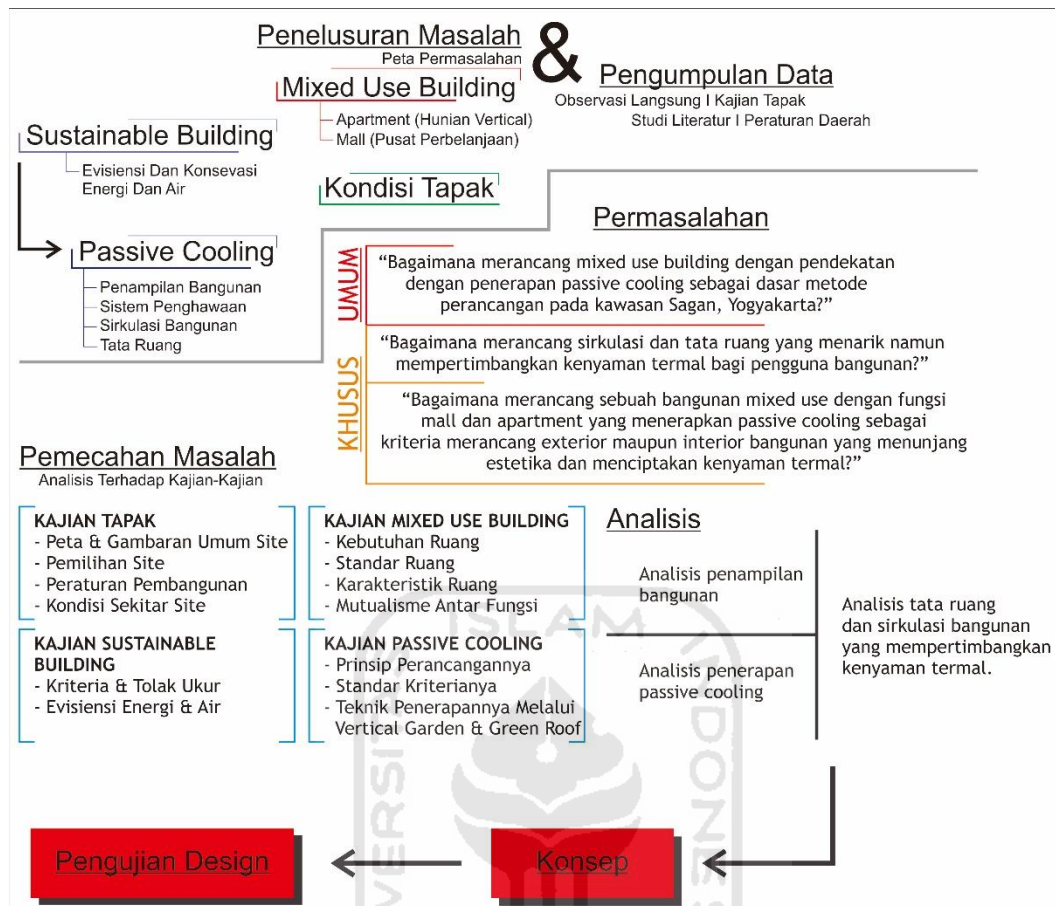 Penelusuran Masalah
Peta Permasalahan
&
Pengumpulan Data
Observasi Langsung I Kajian Tapak
Studi Literatur I Peraturan Daerah
Mixed Use Building
Apartment (Hunian Vertical)
Mall (Pusat Perbelanjaan)
Sustainable Building
Evisiensi Dan Konsevasi
Energi Dan Air
Kondisi Tapak
Passive Cooling
Penampilan Bangunan
Sistem Penghawaan
Sirkulasi Bangunan
Tata Ruang
Permasalahan
UMUM
“Bagaimana merancang mixed use building dengan pendekatan
dengan penerapan passive cooling sebagai dasar metode
perancangan pada kawasan Sagan, Yogyakarta?”
KHUSUS
“Bagaimana merancang sirkulasi dan tata ruang yang menarik namun
mempertimbangkan kenyaman termal bagi pengguna bangunan?”
“Bagaimana merancang sebuah bangunan mixed use dengan fungsi
mall dan apartment yang menerapkan passive cooling sebagai
kriteria merancang exterior maupun interior bangunan yang menunjang
estetika dan menciptakan kenyaman termal?”
Pemecahan Masalah
Analisis Terhadap Kajian-Kajian
KAJIAN TAPAK
- Peta & Gambaran Umum Site
- Pemilihan Site
- Peraturan Pembangunan
- Kondisi Sekitar Site
KAJIAN MIXED USE BUILDING
- Kebutuhan Ruang
- Standar Ruang
- Karakteristik Ruang
- Mutualisme Antar Fungsi
KAJIAN SUSTAINABLE
BUILDING
- Kriteria & Tolak Ukur
- Evisiensi Energi & Air
KAJIAN PASSIVE COOLING
- Prinsip Perancangannya
- Standar Kriterianya
- Teknik Penerapannya Melalui
Vertical Garden & Green Roof
Analisis
Analisis penampilan
bangunan
Analisis penerapan
passive cooling
Analisis tata ruang
dan sirkulasi bangunan
yang mempertimbangkan
kenyaman termal.
Konsep
Pengujian Design
ISLAM
VERSITAS
INDONE